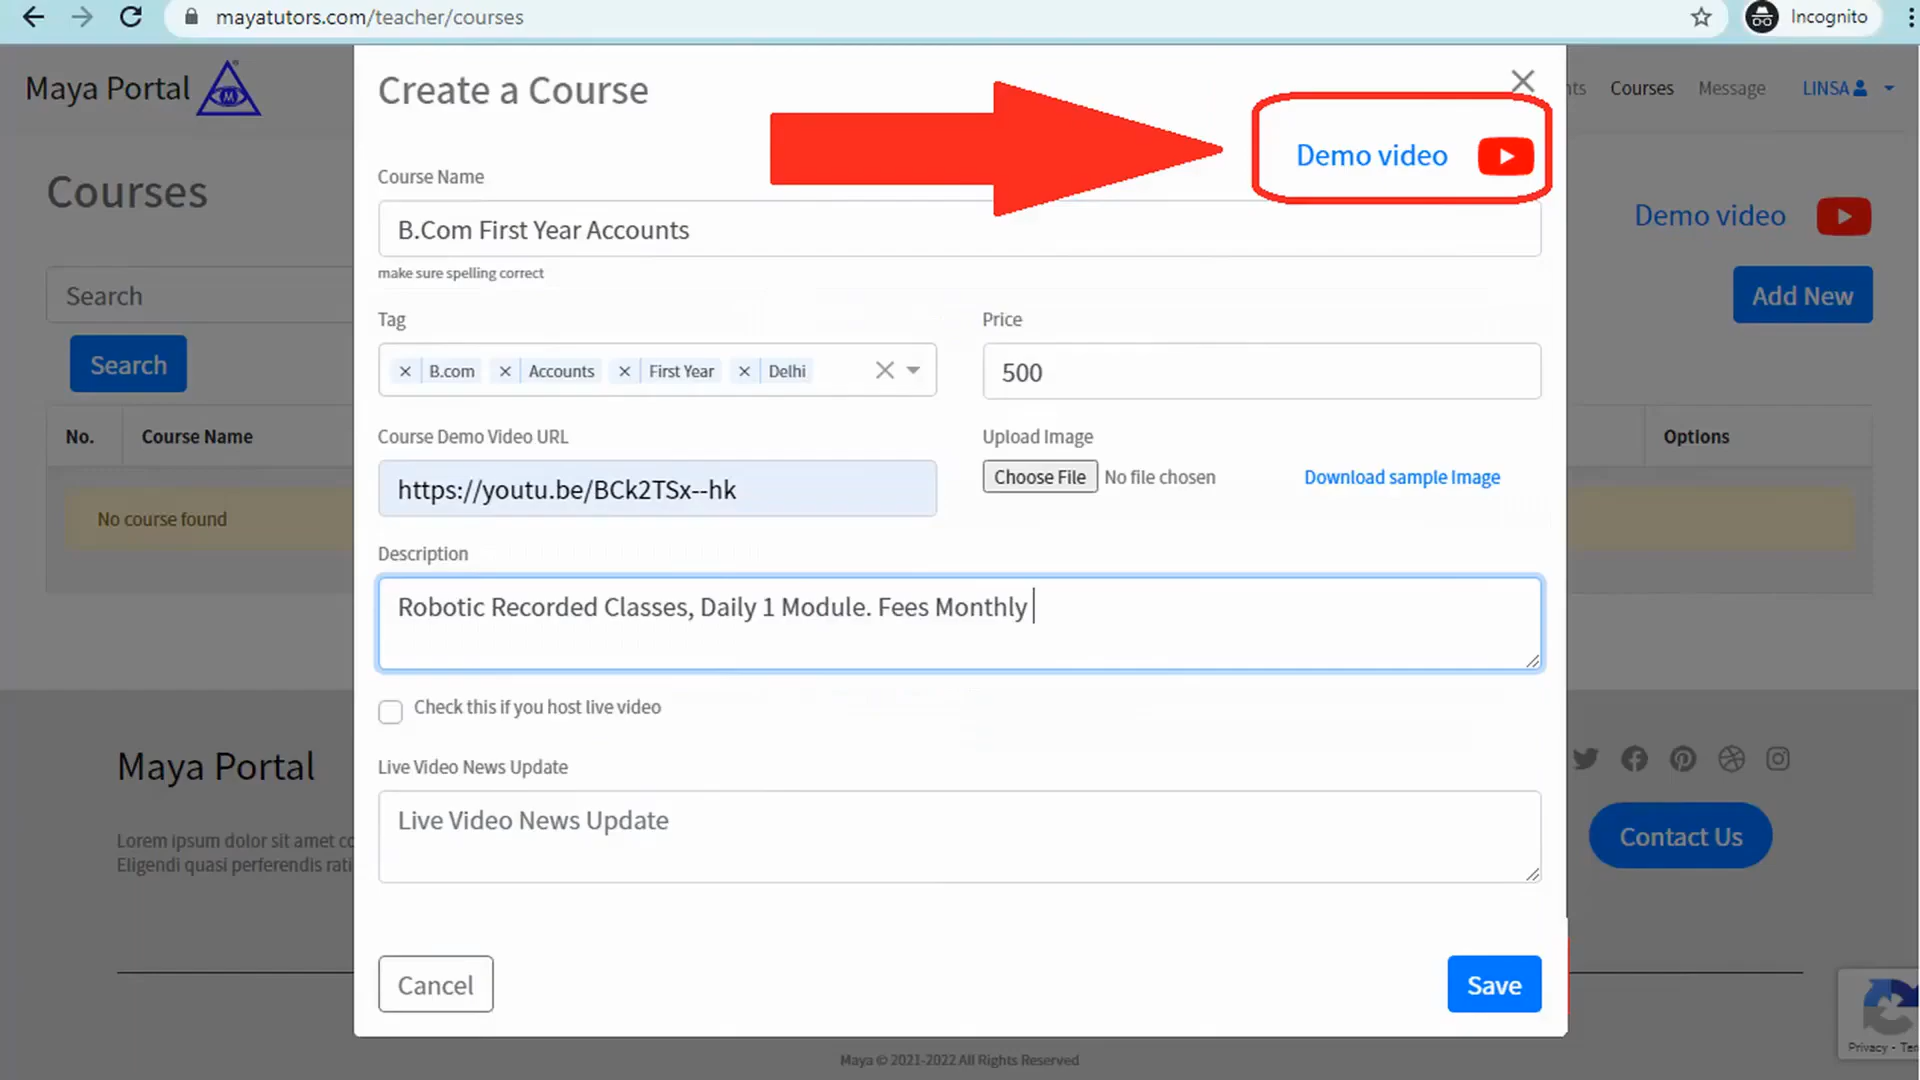 mayatutors.com/teacher/courses
Incognito
Maya Portal
M
Create a Course
nts
Courses
Message
LINSA
Demo video
Course Name
Courses
B.Com First Year Accounts
Demo video
make sure spelling correct
Search
Add New
Tag
Price
Search
× B.com × Accounts × First Year × Delhi
500
No.
Course Name
Course Demo Video URL
Upload Image
Options
https://youtu.be/BCk2TSx--hk
Choose File No file chosen
Download sample Image
No course found
Description
Robotic Recorded Classes, Daily 1 Module. Fees Monthly
Check this if you host live video
Maya Portal
Live Video News Update
Live Video News Update
Lorem ipsum dolor sit amet co
Eligendi quasi perferendis rati
Contact Us
Cancel
Save
Privacy - Ter
Maya © 2021-2022 All Rights Reserved